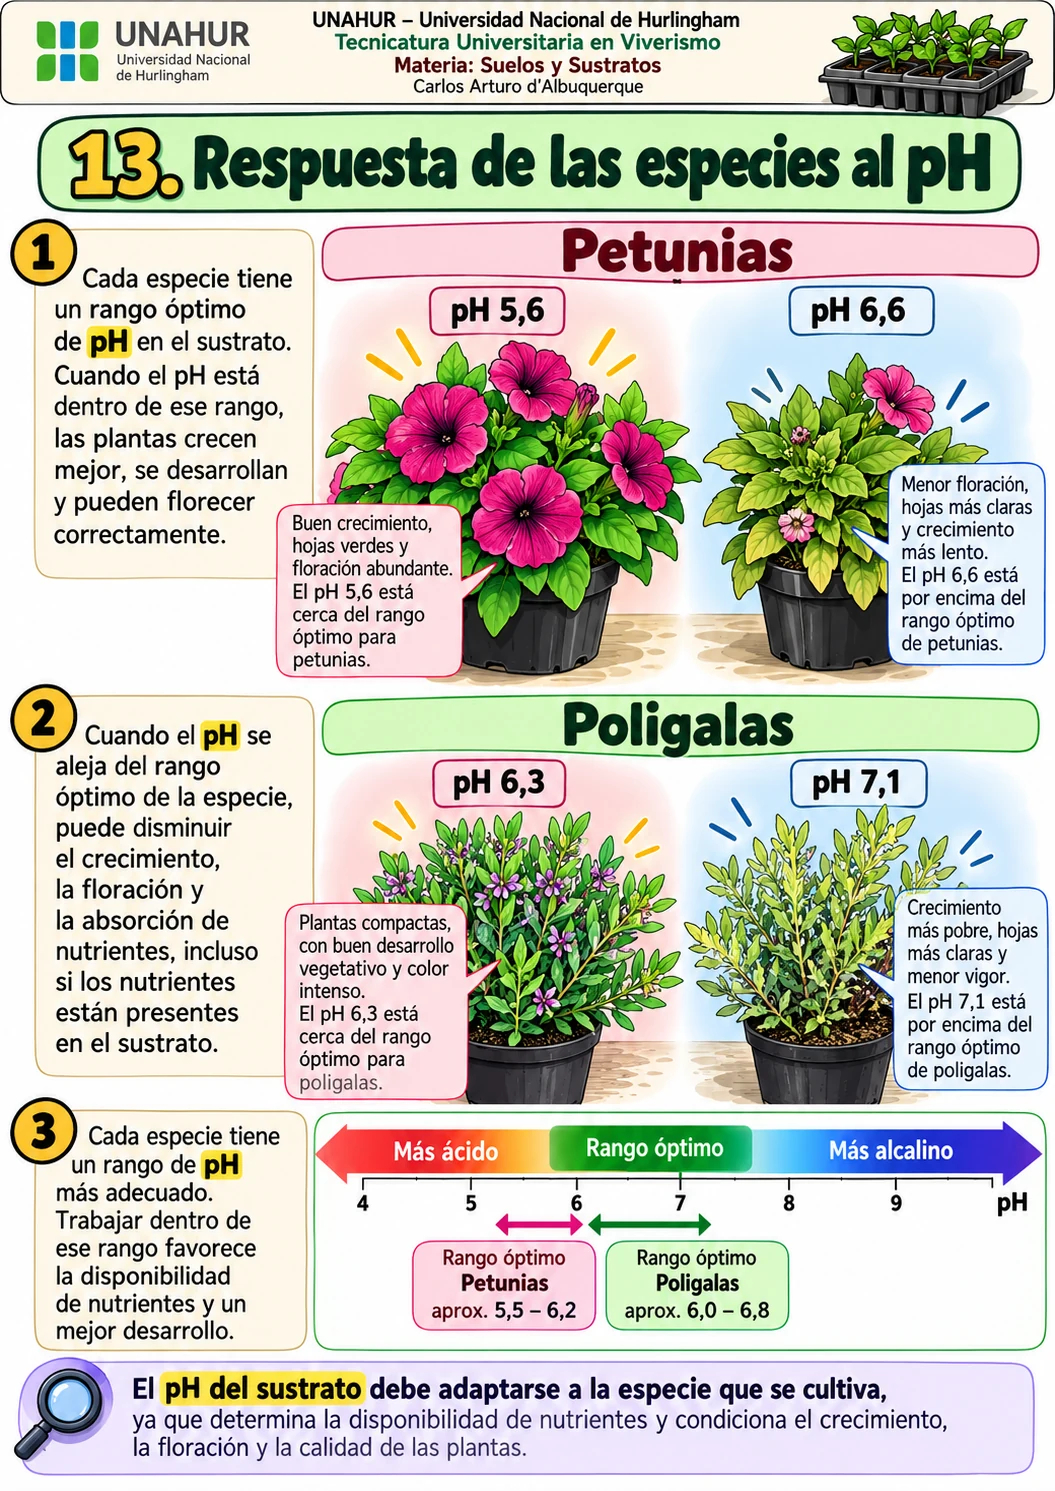 UNAHUR
Universidad Nacional
de Hurlingham
UNAHUR – Universidad Nacional de Hurlingham
Tecnicatura Universitaria en Viverismo
Materia: Suelos y Sustratos
Carlos Arturo d'Albuquerque
13. Respuesta de las especies al pH
1
Cada especie tiene
un rango óptimo
de pH en el sustrato.
Cuando el pH está
dentro de ese rango,
las plantas crecen
mejor, se desarrollan
y pueden florecer
correctamente.
Petunias
pH 5,6
Buen crecimiento,
hojas verdes y
floración abundante.
El pH 5,6 está
cerca del rango
óptimo para
petunias.
pH 6,6
Menor floración,
hojas más claras
y crecimiento
más lento.
El pH 6,6 está
por encima del
rango óptimo
de petunias.
2
Cuando el pH se
aleja del rango
óptimo de la especie,
puede disminuir
el crecimiento,
la floración y
la absorción de
nutrientes, incluso
si los nutrientes
están presentes
en el sustrato.
Poligalas
pH 6,3
Plantas compactas,
con buen desarrollo
vegetativo y color
intenso.
El pH 6,3 está
cerca del rango
óptimo para
poligalas.
pH 7,1
Crecimiento
más pobre, hojas
más claras y
menor vigor.
El pH 7,1 está
por encima del
rango óptimo
de poligalas.
3
Cada especie tiene
un rango de pH
más adecuado.
Trabajar dentro de
ese rango favorece
la disponibilidad
de nutrientes y un
mejor desarrollo.
Más ácido Rango óptimo Más alcalino
4 5 6 7 8 9 pH
Rango óptimo
Petunias
aprox. 5,5 – 6,2
Rango óptimo
Poligalas
aprox. 6,0 – 6,8
El pH del sustrato debe adaptarse a la especie que se cultiva,
ya que determina la disponibilidad de nutrientes y condiciona el crecimiento,
la floración y la calidad de las plantas.